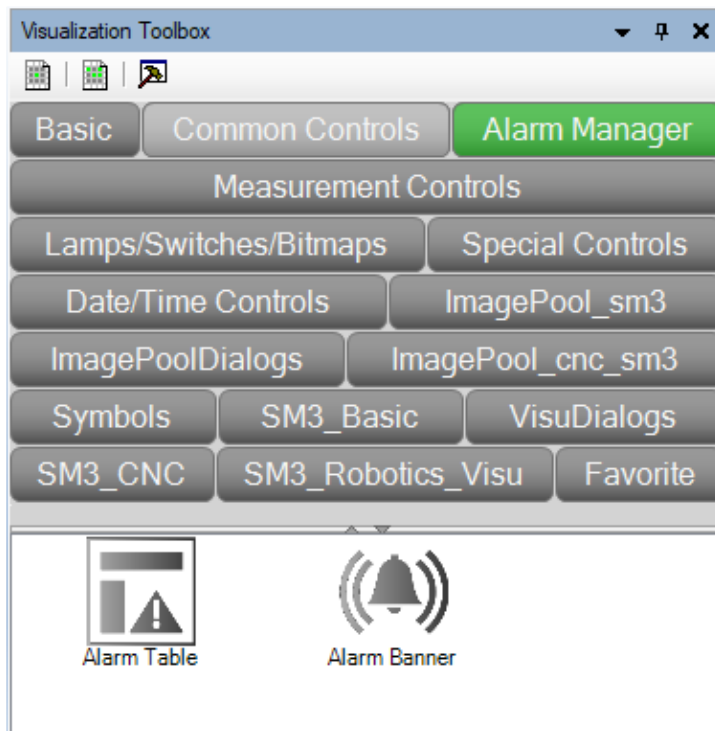 Visualization Toolbox
Basic Common Controls Alarm Manager
Measurement Controls
Lamps/Switches/Bitmaps Special Controls
Date/Time Controls ImagePool_sm3
ImagePoolDialogs ImagePool_cnc_sm3
Symbols SM3_Basic VisuDialogs
SM3_CNC SM3_Robotics_Visu Favorite
Alarm Table Alarm Banner